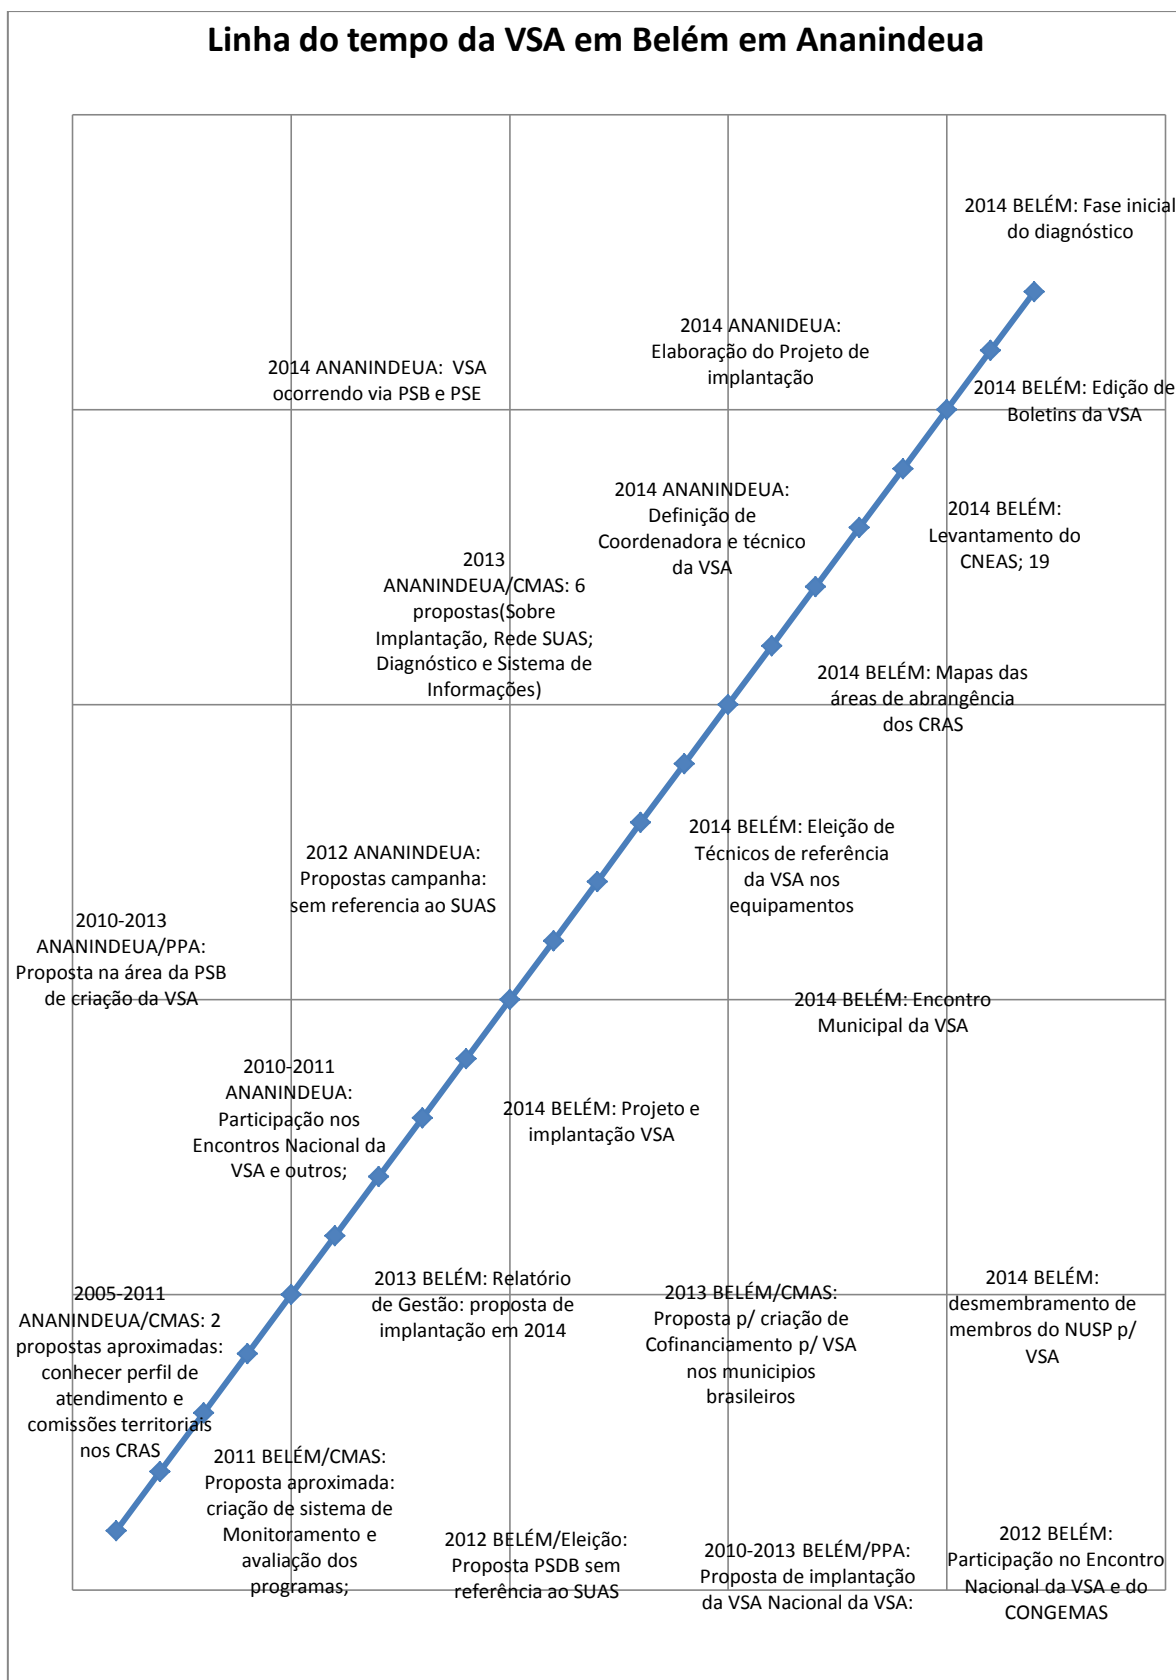 Linha do tempo da VSA em Belém em Ananindeua
2014 BELÉM: Fase inicial
do diagnóstico
2014 ANANIDEUA:
Elaboração do Projeto de
implantação
2014 ANANINDEUA:  VSA
ocorrendo via PSB e PSE
2014 BELÉM: Edição de
Boletins da VSA
2014 ANANINDEUA:
Definição de
Coordenadora e técnico
da VSA
2014 BELÉM:
Levantamento do
CNEAS; 19
2013
ANANINDEUA/CMAS: 6
propostas(Sobre
Implantação, Rede SUAS;
Diagnóstico e Sistema de
Informações)
2014 BELÉM: Mapas das
áreas de abrangência
dos CRAS
2014 BELÉM: Eleição de
Técnicos de referência
da VSA nos
equipamentos
2012 ANANINDEUA:
Propostas campanha:
sem referencia ao SUAS
2010-2013
ANANINDEUA/PPA:
Proposta na área da PSB
de criação da VSA
2014 BELÉM: Encontro
Municipal da VSA
2010-2011
ANANINDEUA:
Participação nos
Encontros Nacional da
VSA e outros;
2014 BELÉM: Projeto e
implantação VSA
2005-2011
ANANINDEUA/CMAS: 2
propostas aproximadas:
conhecer perfil de
atendimento e
comissões territoriais
nos CRAS
2013 BELÉM: Relatório
de Gestão: proposta de
implantação em 2014
2013 BELÉM/CMAS:
Proposta p/ criação de
Cofinanciamento p/ VSA
nos municipios
brasileiros
2014 BELÉM:
desmembramento de
membros do NUSP p/
VSA
2011 BELÉM/CMAS:
Proposta aproximada:
criação de sistema de
Monitoramento e
avaliação dos
programas;
2012 BELÉM/Eleição:
Proposta PSDB sem
referência ao SUAS
2010-2013 BELÉM/PPA:
Proposta de implantação
da VSA Nacional da VSA:
2012 BELÉM:
Participação no Encontro
Nacional da VSA e do
CONGEMAS